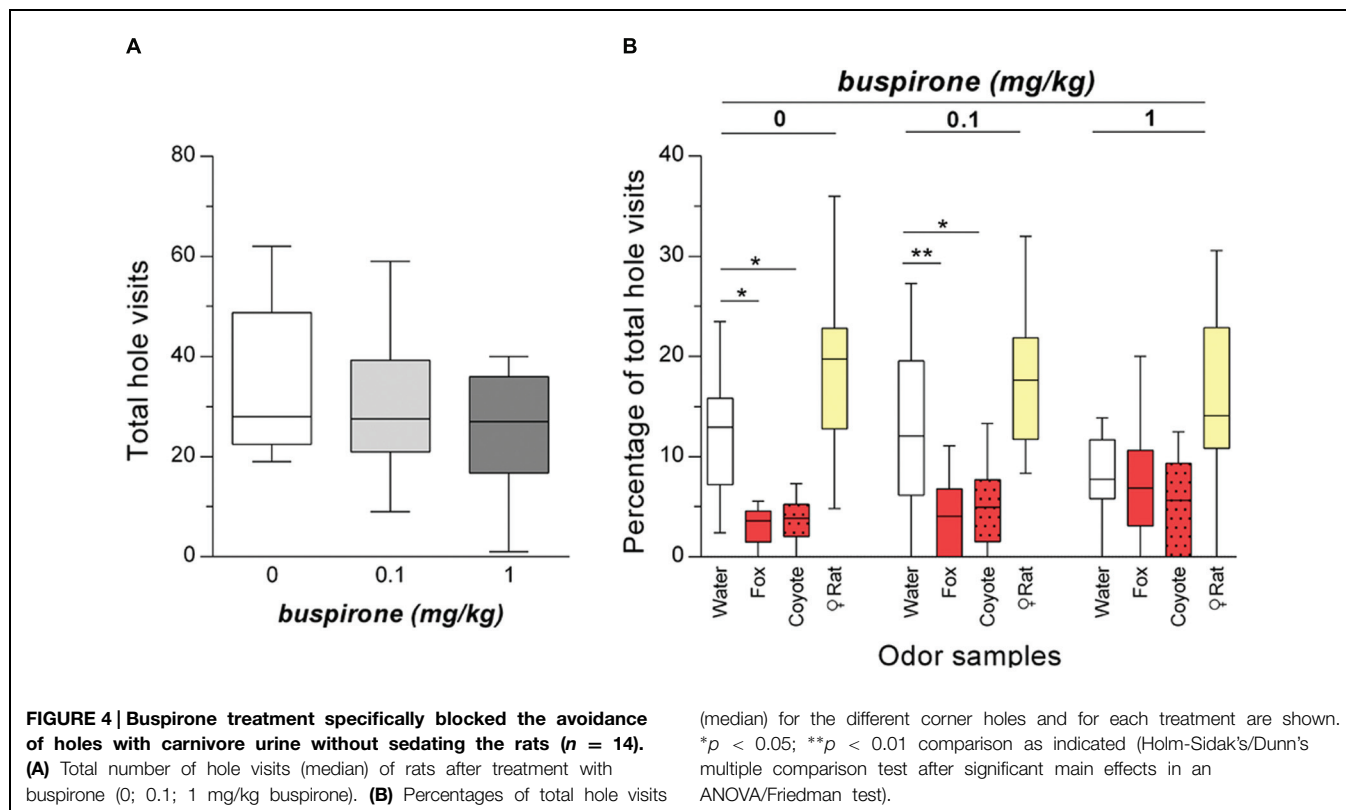 A
80
60
40
20
0
Total hole visits
0 0.1 1
buspirone (mg/kg)
B
buspirone (mg/kg)
0 0.1 1
40
30
20
10
0
Percentage of total hole visits
* * ** *
Water Fox Coyote ♀Rat Water Fox Coyote ♀Rat Water Fox Coyote ♀Rat
Odor samples
FIGURE 4 | Buspirone treatment specifically blocked the avoidance
of holes with carnivore urine without sedating the rats (n = 14).
(A) Total number of hole visits (median) of rats after treatment with
buspirone (0; 0.1; 1 mg/kg buspirone). (B) Percentages of total hole visits
(median) for the different corner holes and for each treatment are shown.
*p < 0.05; **p < 0.01 comparison as indicated (Holm-Sidak's/Dunn's
multiple comparison test after significant main effects in an
ANOVA/Friedman test).